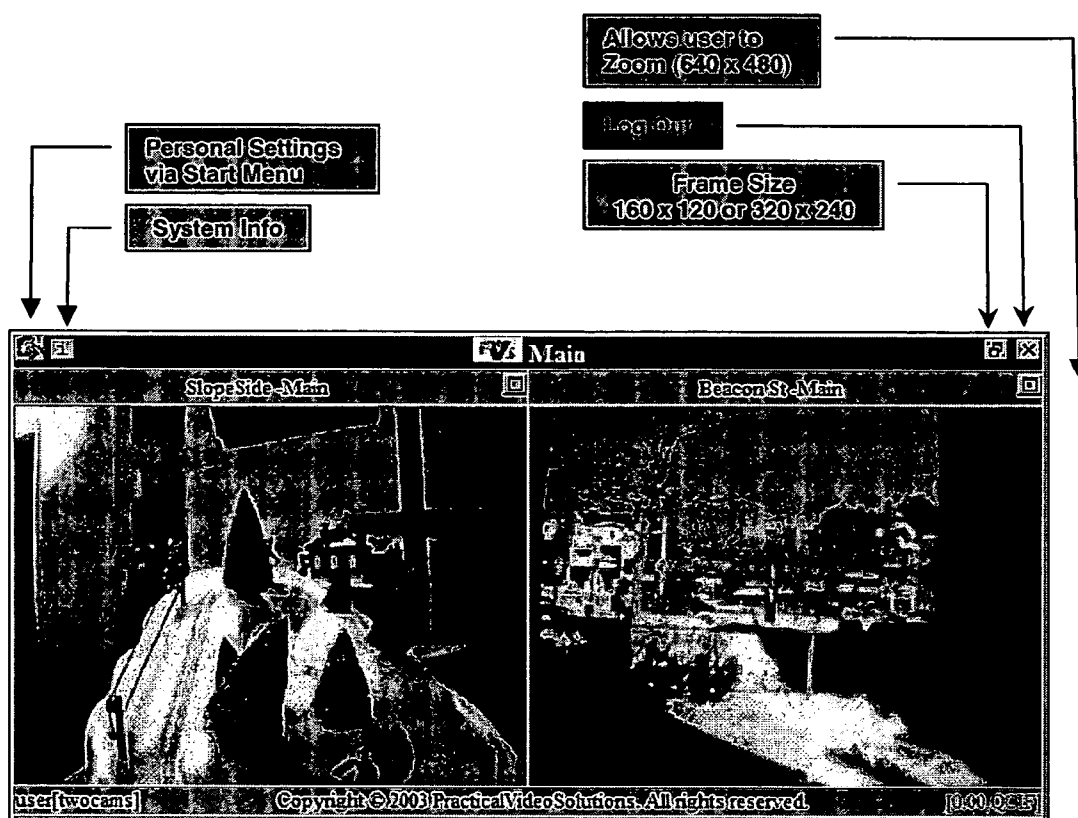 Allows user to
Zoom (640 x 480)
Log Out
Personal Settings
via Start Menu
Frame Size
160 x 120 or 320 x 240
System Info
Main
SlopeSide -Main
Beacon St -Main
user[twocams]
Copyright © 2003 PracticalVideoSolutions. All rights reserved.